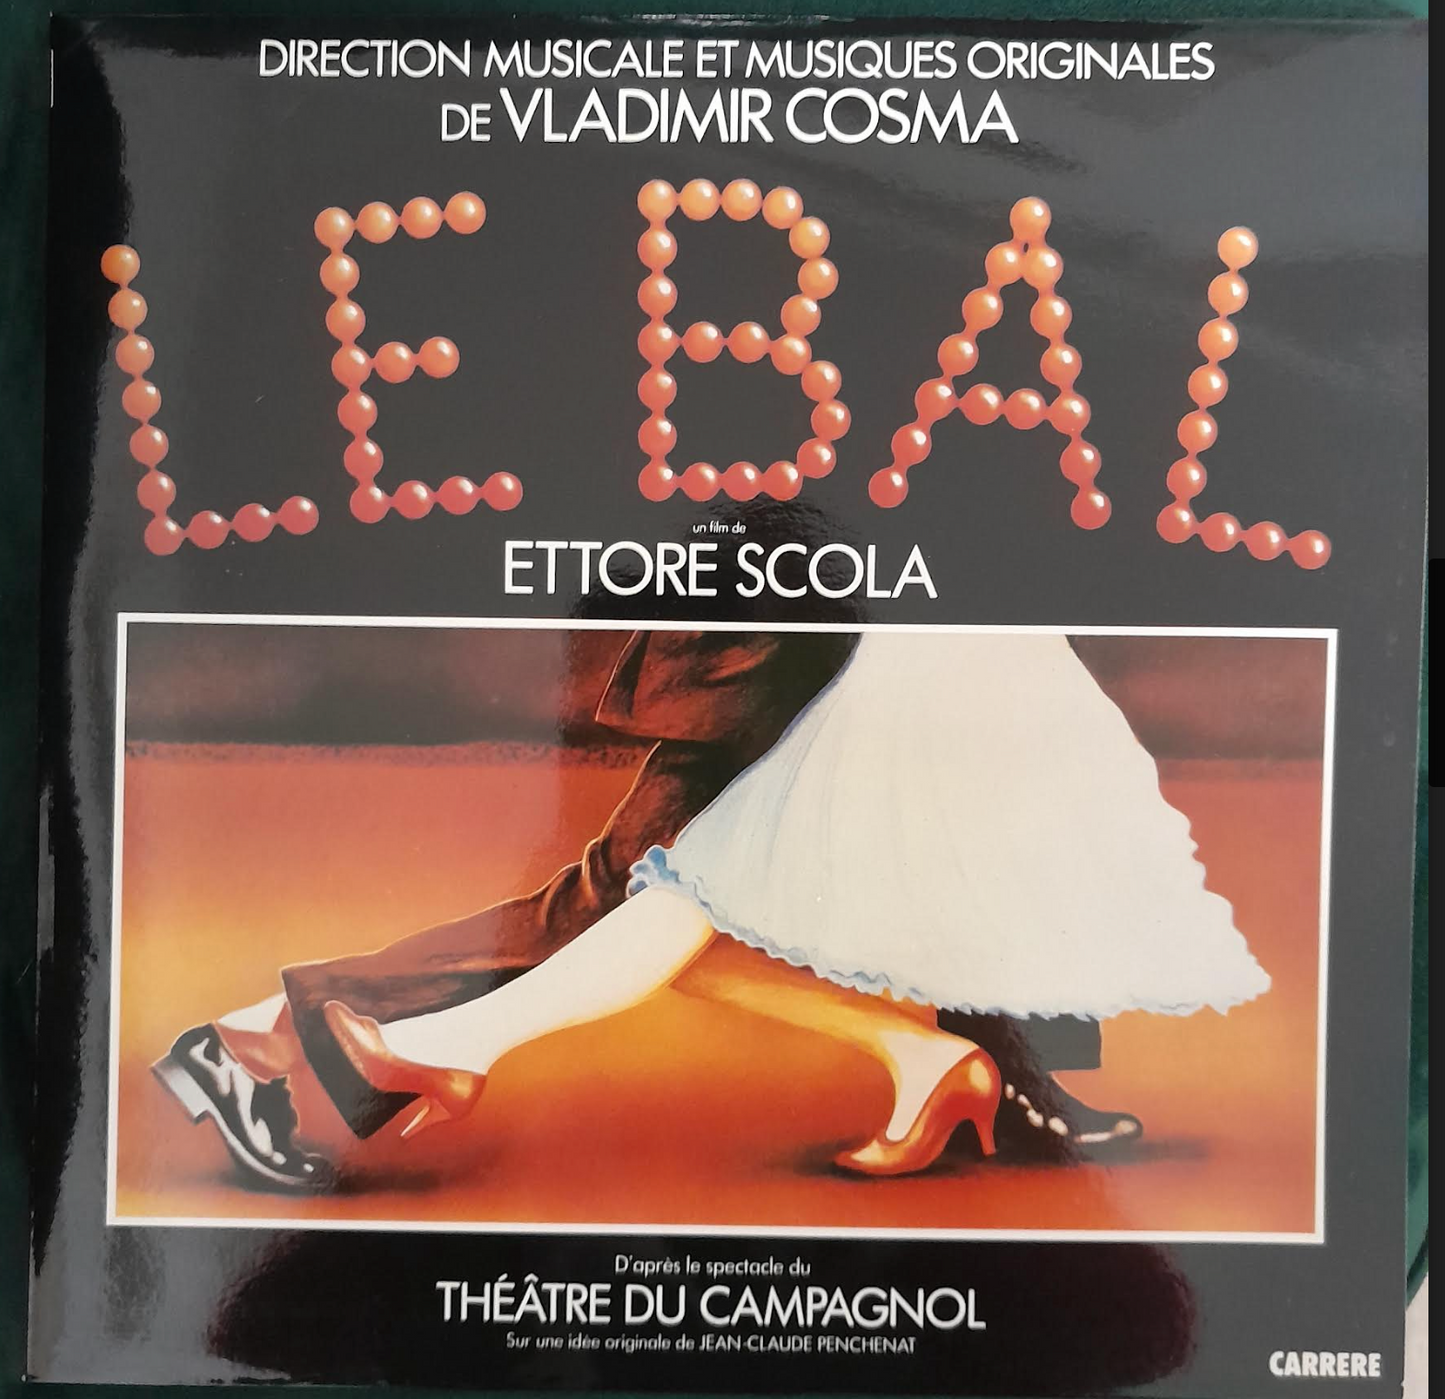 DIRECTION MUSICALE ET MUSIQUES ORIGINALES
DE VLADIMIR COSMA
LE BAL
un film de
ETTORE SCOLA
D'après le spectacle du
THÉÂTRE DU CAMPAGNOL
Sur une idée originale de JEAN-CLAUDE PENCHENAT
CARRERE